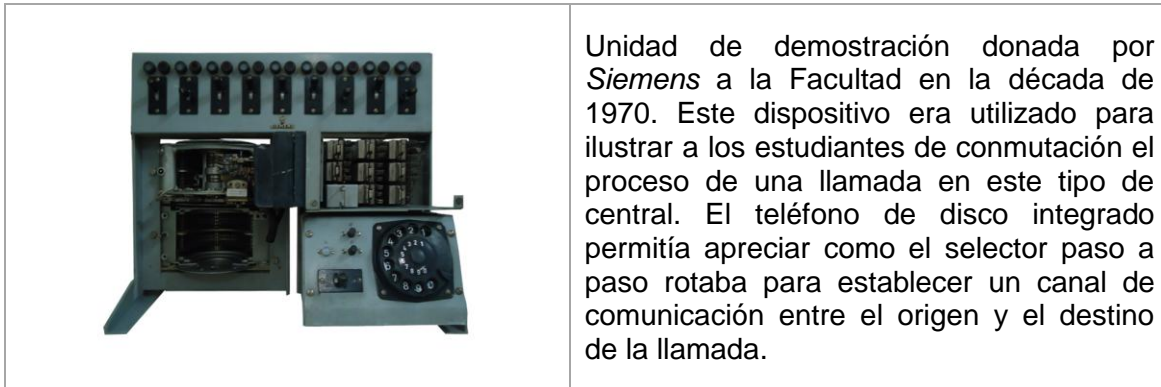 Unidad de demostración donada por
Siemens a la Facultad en la década de
1970. Este dispositivo era utilizado para
ilustrar a los estudiantes de conmutación el
proceso de una llamada en este tipo de
central. El teléfono de disco integrado
permitía apreciar como el selector paso a
paso rotaba para establecer un canal de
comunicación entre el origen y el destino
de la llamada.